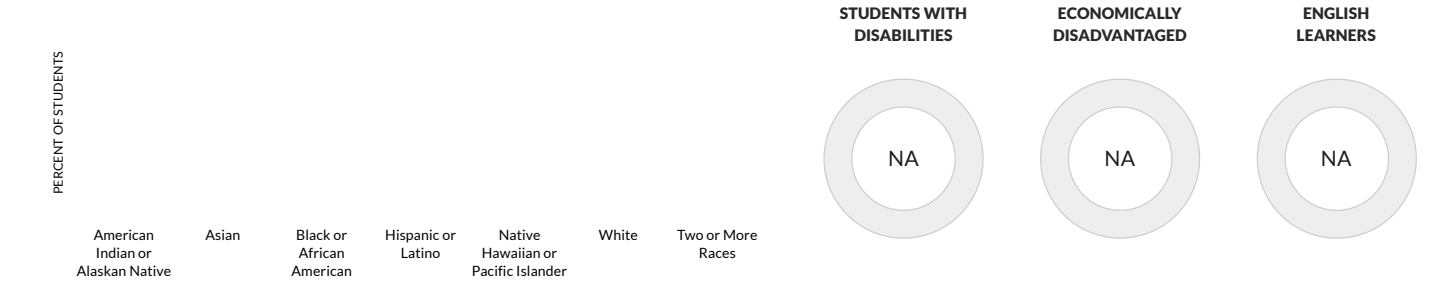 PERCENT OF STUDENTS
American
Indian or
Alaskan Native
Asian
Black or
African
American
Hispanic or
Latino
Native
Hawaiian or
Pacific Islander
White
Two or More
Races
STUDENTS WITH
DISABILITIES
NA
ECONOMICALLY
DISADVANTAGED
NA
ENGLISH
LEARNERS
NA